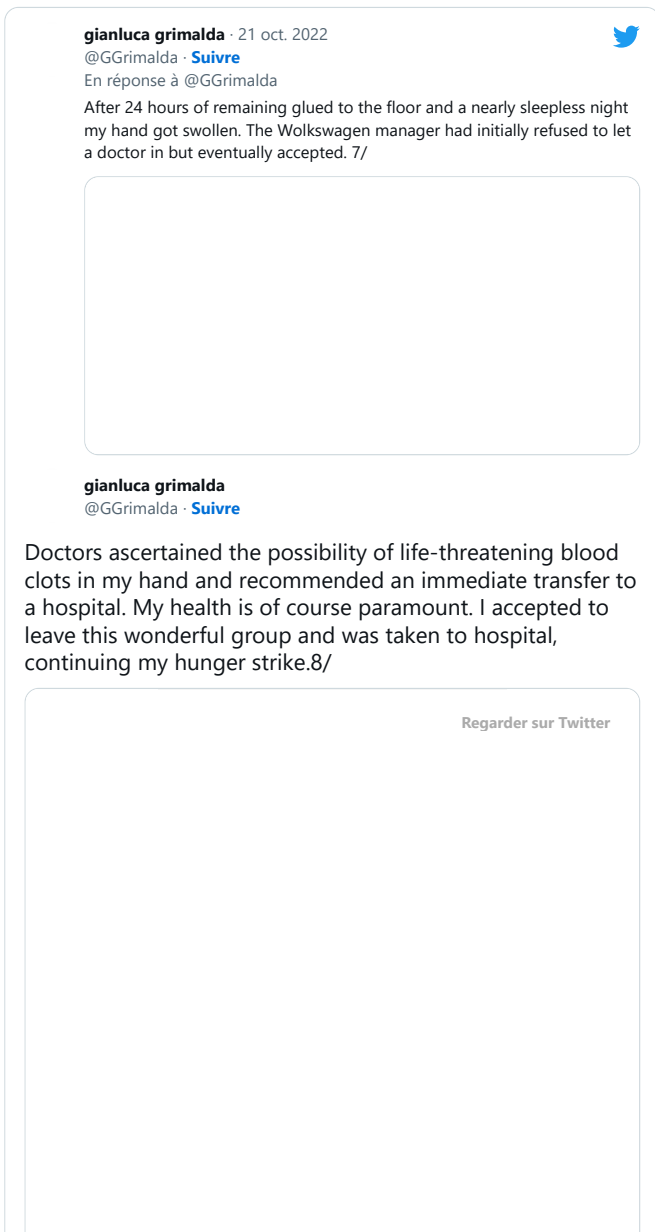 gianluca grimalda · 21 oct. 2022
@GGrimalda · Suivre
En réponse à @GGrimalda
After 24 hours of remaining glued to the floor and a nearly sleepless night
my hand got swollen. The Wolkswagen manager had initially refused to let
a doctor in but eventually accepted. 7/
gianluca grimalda
@GGrimalda · Suivre
Doctors ascertained the possibility of life-threatening blood
clots in my hand and recommended an immediate transfer to
a hospital. My health is of course paramount. I accepted to
leave this wonderful group and was taken to hospital,
continuing my hunger strike.8/
Regarder sur Twitter